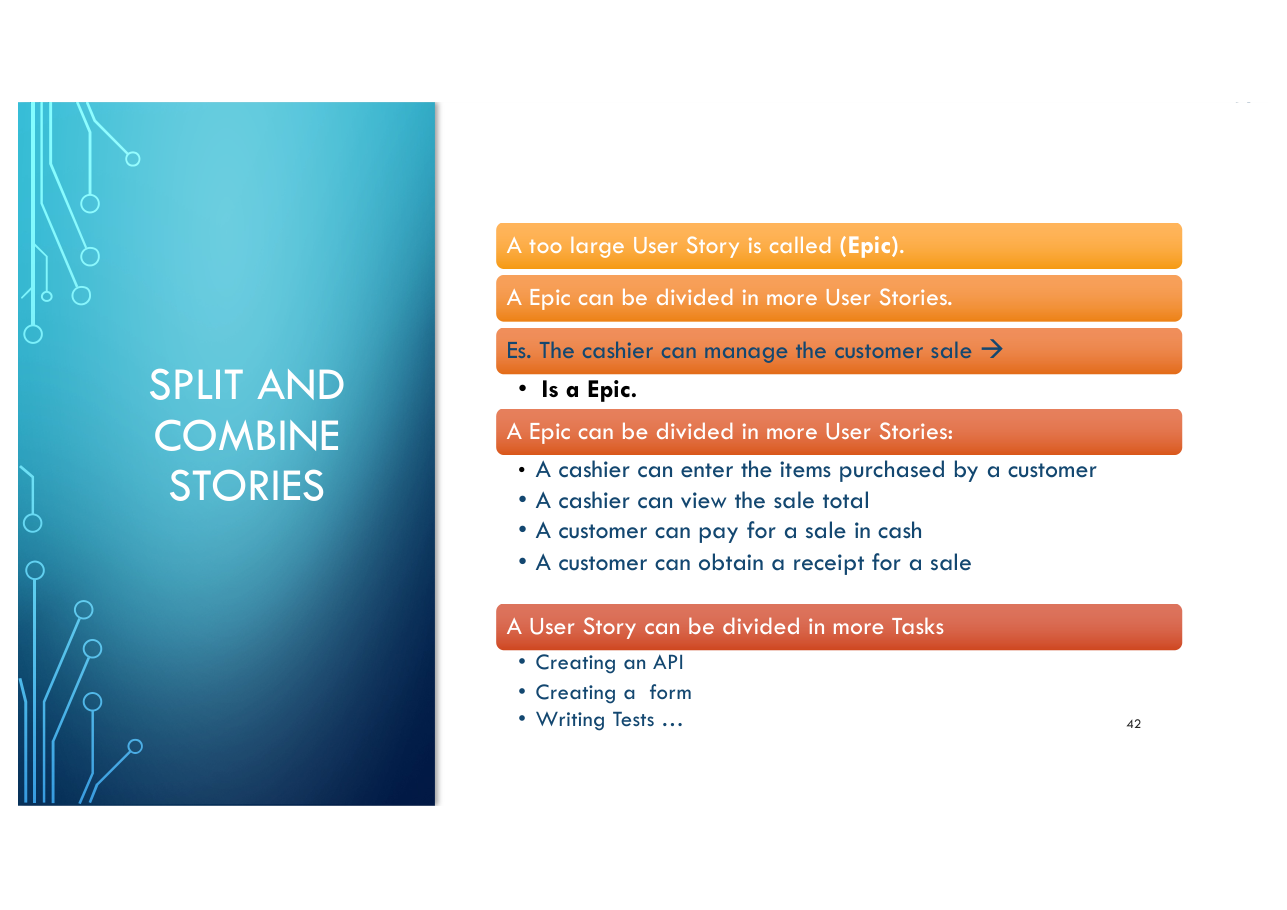 SPLIT AND
COMBINE
STORIES
A too large User Story is called (Epic).
A Epic can be divided in more User Stories.
Es. The cashier can manage the customer sale →
• Is a Epic.
A Epic can be divided in more User Stories:
• A cashier can enter the items purchased by a customer
• A cashier can view the sale total
• A customer can pay for a sale in cash
• A customer can obtain a receipt for a sale
A User Story can be divided in more Tasks
• Creating an API
• Creating a  form
• Writing Tests …
42